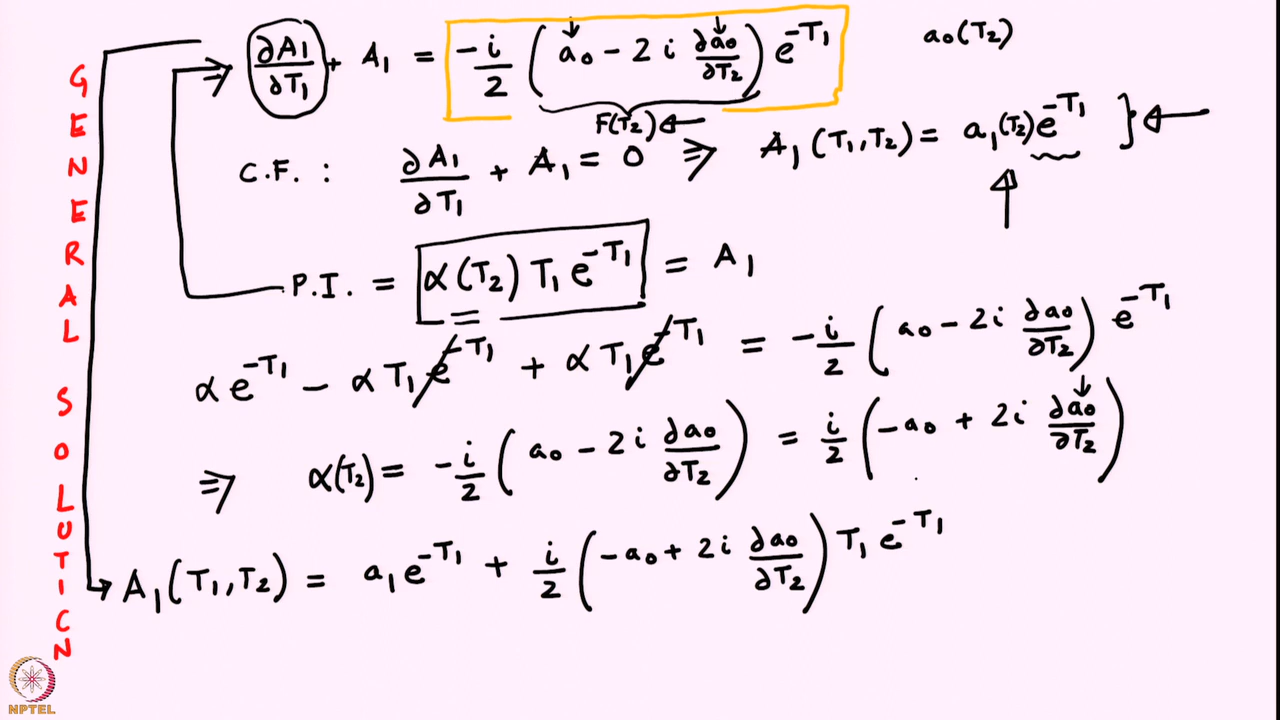 ∂A₁/∂T₁ + A₁ = -i/2 (a₀ - 2i ∂a₀/∂T₂) e^{-T₁} a₀(T₂)
F(T₂)
C.F. : ∂A₁/∂T₁ + A₁ = 0 ⇒ A₁(T₁,T₂) = a₁(T₂)e^{-T₁} } ←
P.I. = α(T₂) T₁ e^{-T₁} = A₁
α e^{-T₁} - α T₁ e^{-T₁} + α T₁ e^{-T₁} = -i/2 (a₀ - 2i ∂a₀/∂T₂) e^{-T₁}
⇒ α(T₂) = -i/2 (a₀ - 2i ∂a₀/∂T₂) = i/2 (-a₀ + 2i ∂a₀/∂T₂)
A₁(T₁,T₂) = a₁e^{-T₁} + i/2 (-a₀ + 2i ∂a₀/∂T₂) T₁ e^{-T₁}
GENERAL SOLUTICN
NPTEL